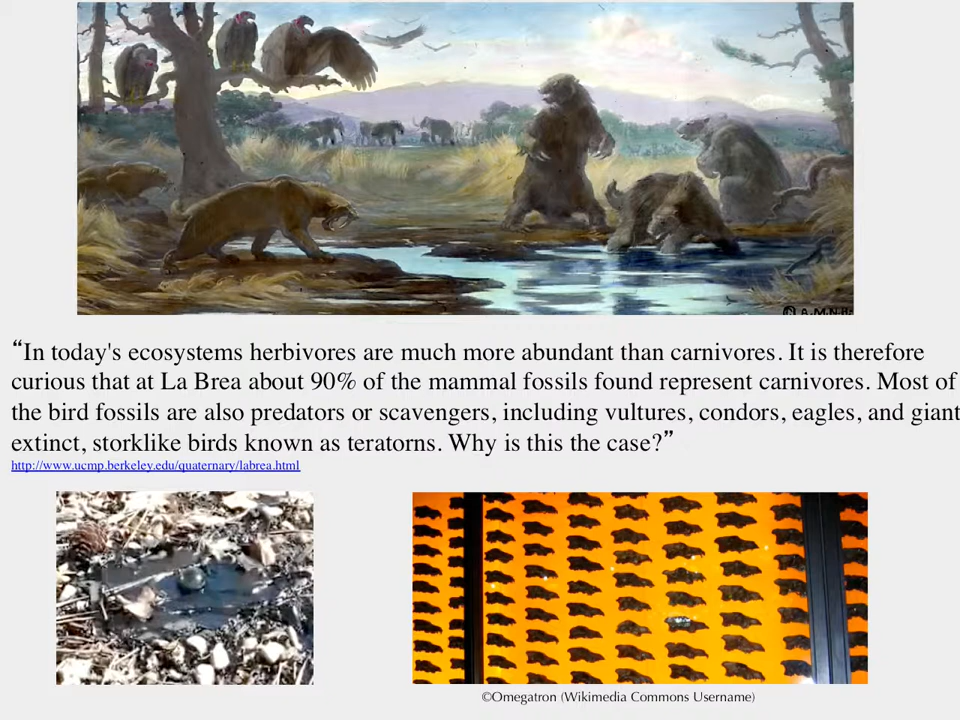 © A.M.N.H.
“In today's ecosystems herbivores are much more abundant than carnivores. It is therefore
curious that at La Brea about 90% of the mammal fossils found represent carnivores. Most of
the bird fossils are also predators or scavengers, including vultures, condors, eagles, and giant
extinct, storklike birds known as teratorns. Why is this the case?”
http://www.ucmp.berkeley.edu/quaternary/labrea.html
©Omegatron (Wikimedia Commons Username)